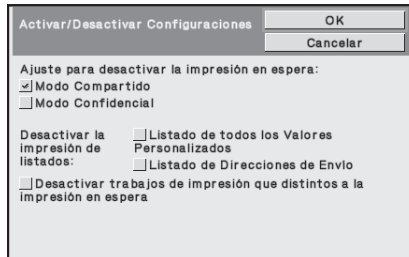 Activar/Desactivar Configuraciones
OK
Cancelar
Ajuste para desactivar la impresión en espera:
Modo Compartido
Modo Confidencial
Desactivar la impresión de listados:
Listado de todos los Valores Personalizados
Listado de Direcciones de Envío
Desactivar trabajos de impresión que distintos a la
impresión en espera